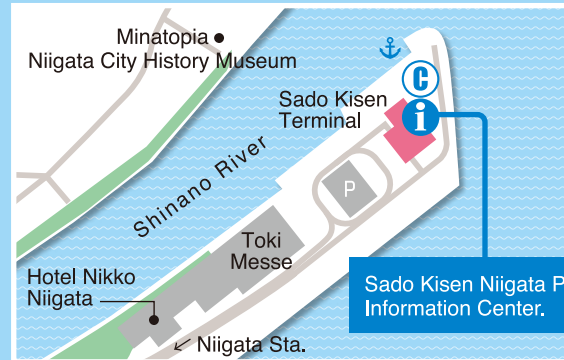 Minatopia
Niigata City History Museum
C
Sado Kisen
Terminal
i
Shinano River
P
Toki
Messe
Hotel Nikko
Niigata
Sado Kisen Niigata P
Information Center.
Niigata Sta.